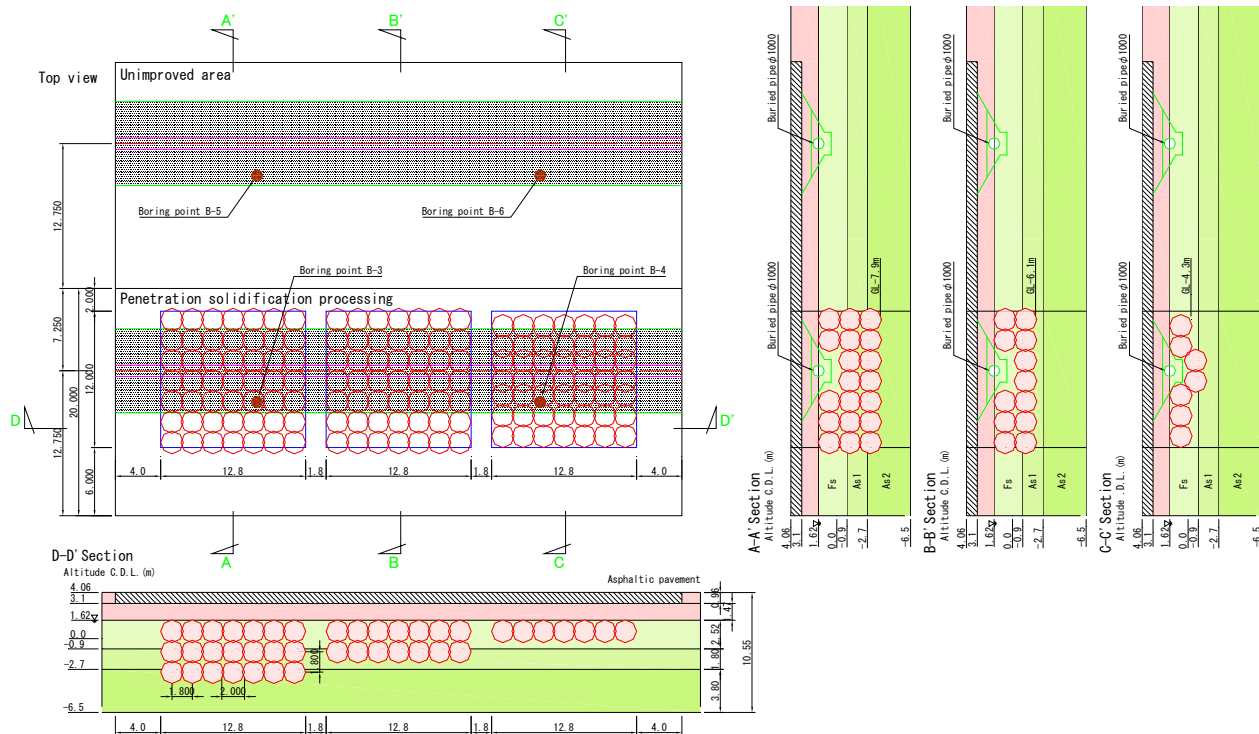 A'
B'
C'
Top view
Unimproved area
Boring point B-5
Boring point B-6
12.750
Boring point B-3
Boring point B-4
Penetration solidification processing
2.000
7.250
12.000
20.000
12.750
6.000
D
D'
4.0
12.8
1.8
12.8
1.8
12.8
4.0
A
B
C
D-D' Section
Altitude C.D.L. (m)
Asphaltic pavement
4.06
3.1
1.62
0.0
-0.9
-2.7
-6.5
1.800
2.000
1.800
0.96
1.47
2.52
1.80
3.80
10.55
4.0
12.8
1.8
12.8
1.8
12.8
4.0
Buried pipe φ1000
Buried pipe φ1000
GL-7.9m
Fs
As1
As2
A-A' Section
Altitude C.D.L. (m)
4.06
3.1
1.62
0.0
-0.9
-2.7
-6.5
Buried pipe φ1000
Buried pipe φ1000
GL-6.1m
Fs
As1
As2
B-B' Section
Altitude C.D.L. (m)
4.06
3.1
1.62
0.0
-0.9
-2.7
-6.5
Buried pipe φ1000
Buried pipe φ1000
GL-4.3m
Fs
As1
As2
C-C' Section
Altitude .D.L. (m)
4.06
3.1
1.62
0.0
-0.9
-2.7
-6.5